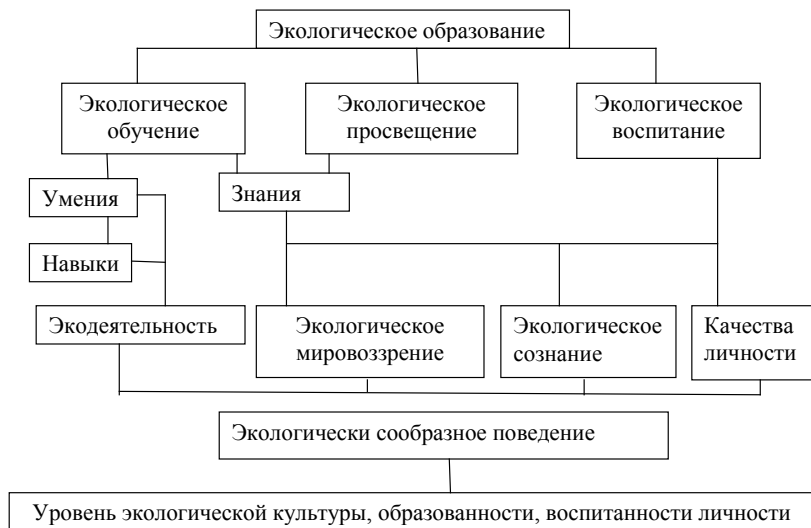 Экологическое образование
Экологическое
обучение
Экологическое
просвещение
Экологическое
воспитание
Умения
Знания
Навыки
Экодеятельность
Экологическое
мировоззрение
Экологическое
сознание
Качества
личности
Экологически сообразное поведение
Уровень экологической культуры, образованности, воспитанности личности